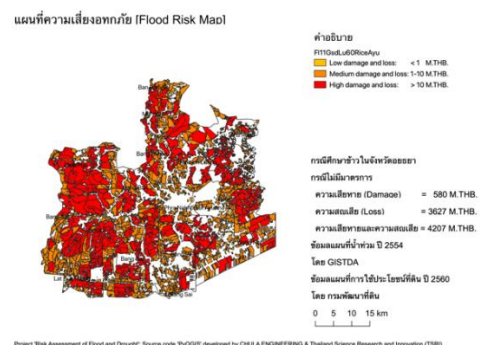 แผนที่ความเสี่ยงอุทกภัย [Flood Risk Map]
คำอธิบาย
Fl11GsdLu60RiceAyu
Low damage and loss: < 1 M.THB.
Medium damage and loss: 1-10 M.THB.
High damage and loss: > 10 M.THB.
กรณีศึกษาข้าวในจังหวัดอยุธยา
กรณีไม่มีมาตรการ
ความเสียหาย (Damage) = 580 M.THB.
ความสูญเสีย (Loss) = 3627 M.THB.
ความเสียหายและความสูญเสีย = 4207 M.THB.
ข้อมูลแผนที่น้ำท่วม ปี 2554
โดย GISTDA
ข้อมูลแผนที่การใช้ประโยชน์ที่ดิน ปี 2560
โดย กรมพัฒนาที่ดิน
0 5 10 15 km
Project "Risk Assessment of Flood and Drought": Source code "PyQGIS" developed by CHULA ENGINEERING & Thailand Science Research and Innovation (TSRI)